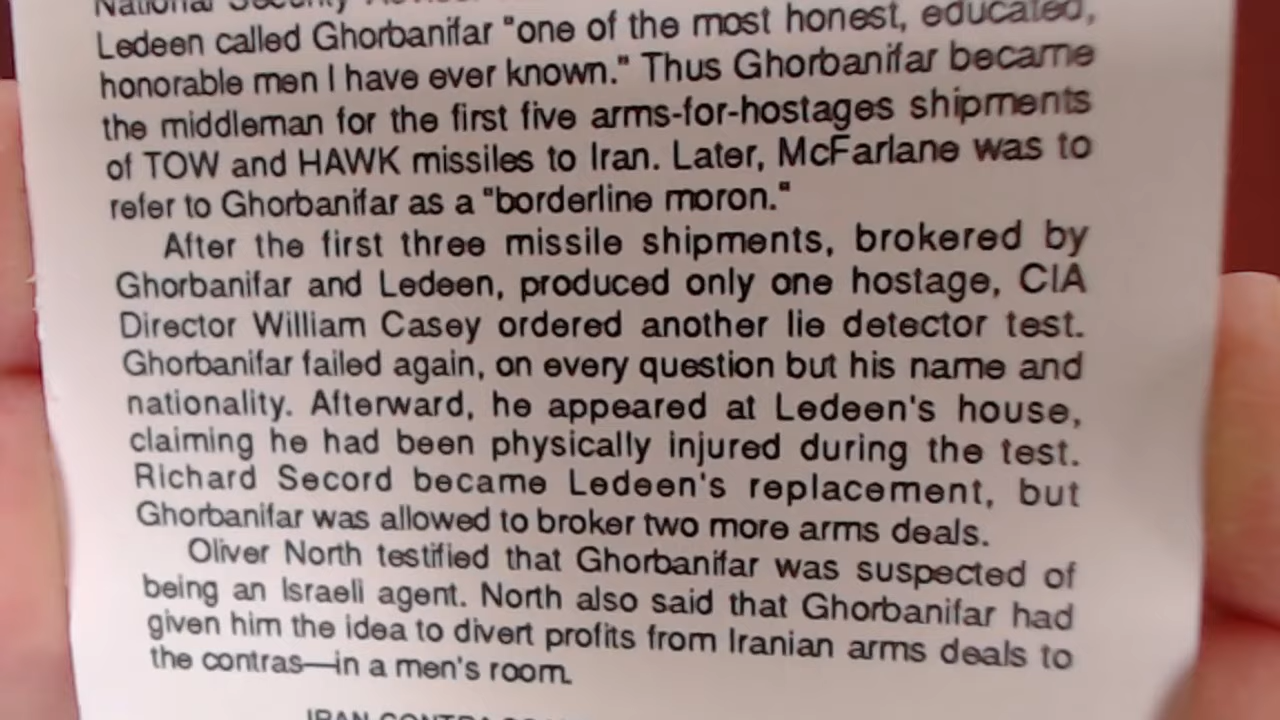 National Security
Ledeen called Ghorbanifar "one of the most honest, educated,
honorable men I have ever known." Thus Ghorbanifar became
the middleman for the first five arms-for-hostages shipments
of TOW and HAWK missiles to Iran. Later, McFarlane was to
refer to Ghorbanifar as a "borderline moron."
After the first three missile shipments, brokered by
Ghorbanifar and Ledeen, produced only one hostage, CIA
Director William Casey ordered another lie detector test.
Ghorbanifar failed again, on every question but his name and
nationality. Afterward, he appeared at Ledeen's house,
claiming he had been physically injured during the test.
Richard Secord became Ledeen's replacement, but
Ghorbanifar was allowed to broker two more arms deals.
Oliver North testified that Ghorbanifar was suspected of
being an Israeli agent. North also said that Ghorbanifar had
given him the idea to divert profits from Iranian arms deals to
the contras—in a men's room.
IRAN-CONTRA